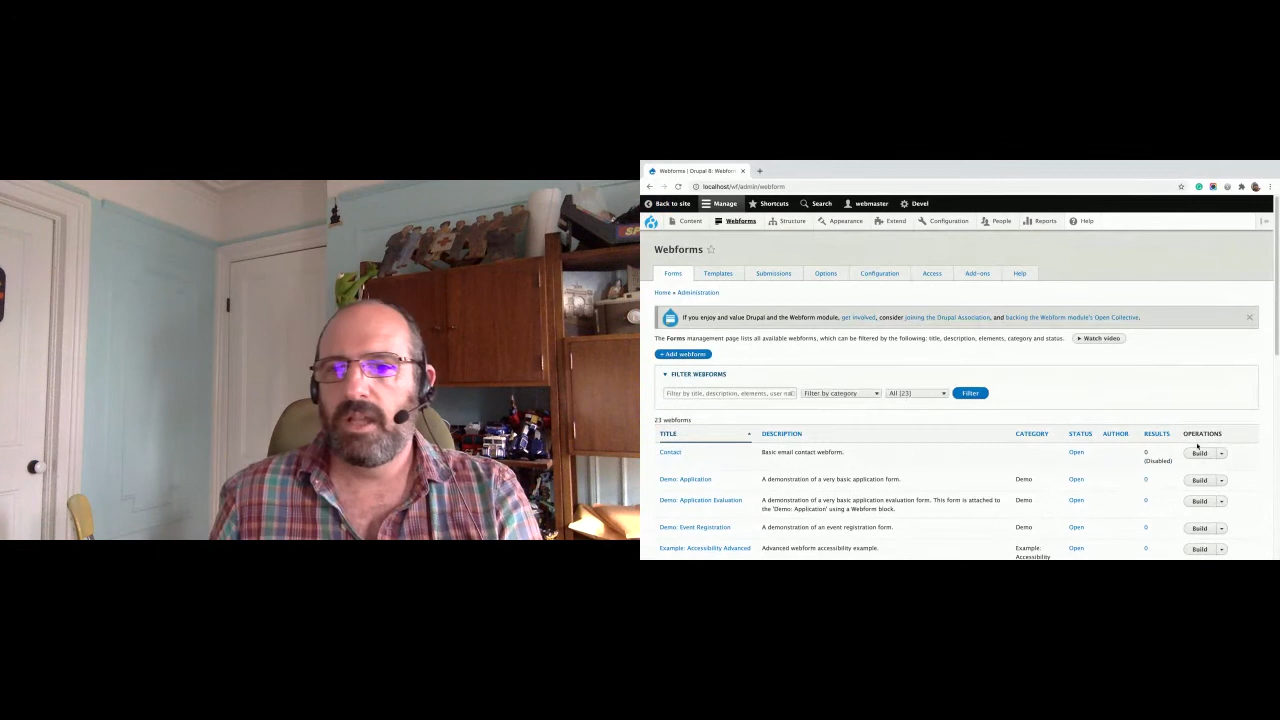 Webforms | Drupal 8: Webfor
localhost/wf/admin/webform
Back to site Manage Shortcuts Search webmaster Devel
Content Webforms Structure Appearance Extend Configuration People Reports Help
Webforms
Forms Templates Submissions Options Configuration Access Add-ons Help
Home » Administration
If you enjoy and value Drupal and the Webform module, get involved, consider joining the Drupal Association, and backing the Webform module's Open Collective.
The Forms management page lists all available webforms, which can be filtered by the following: title, description, elements, category and status. Watch video
+ Add webform
FILTER WEBFORMS
Filter by title, description, elements, user na Filter by category All [23] Filter
23 webforms
TITLE DESCRIPTION CATEGORY STATUS AUTHOR RESULTS OPERATIONS
Contact Basic email contact webform. Open 0 Build
(Disabled)
Demo: Application A demonstration of a very basic application form. Demo Open 0 Build
Demo: Application Evaluation A demonstration of a very basic application evaluation form. This form is attached to Demo Open 0 Build
the 'Demo: Application' using a Webform block.
Demo: Event Registration A demonstration of an event registration form. Demo Open 0 Build
Example: Accessibility Advanced Advanced webform accessibility example. Example: Open 0 Build
Accessibility